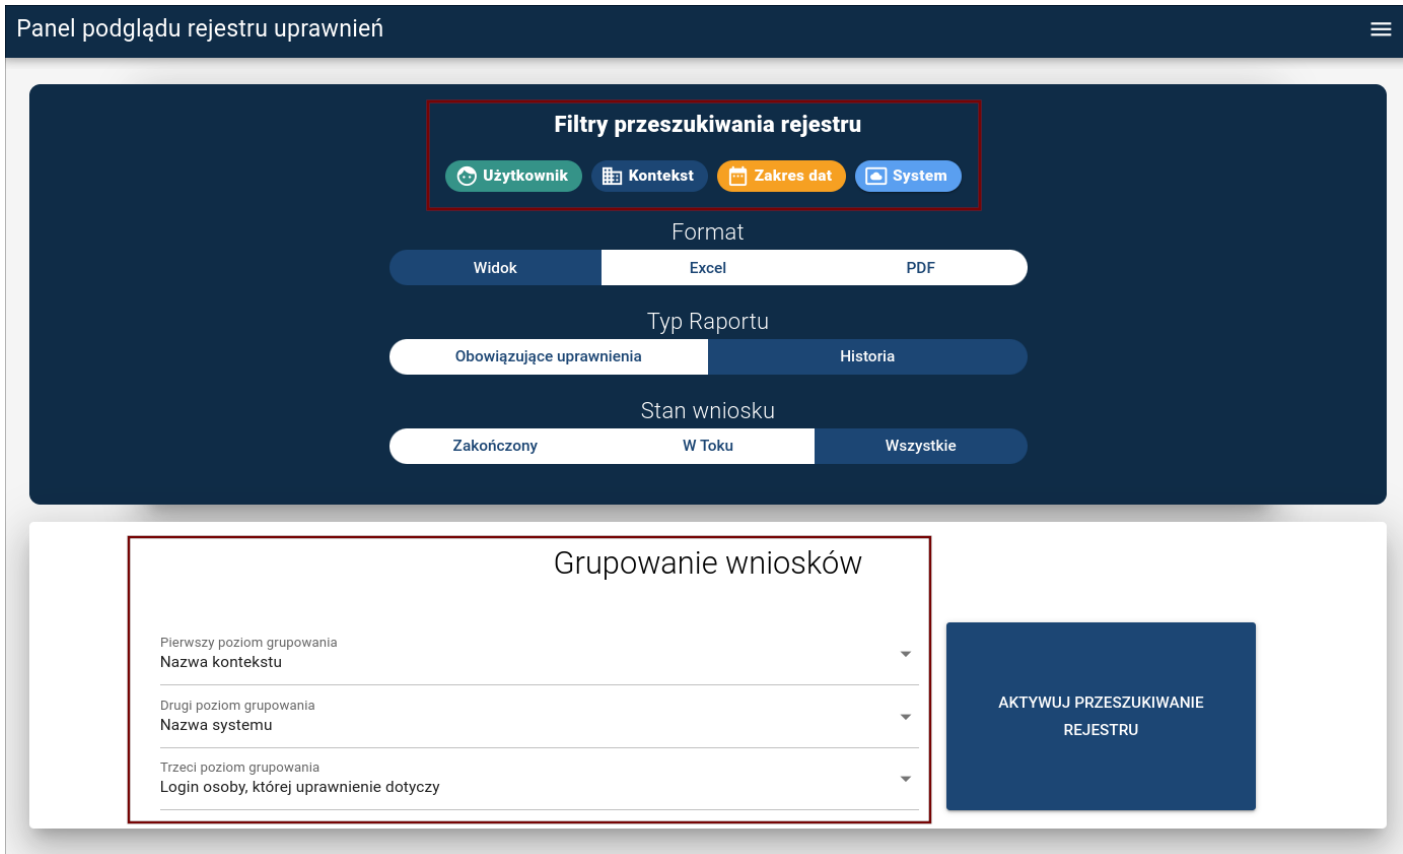 Panel podglądu rejestru uprawnień
Filtry przeszukiwania rejestru
Użytkownik Kontekst Zakres dat System
Format
Widok Excel PDF
Typ Raportu
Obowiązujące uprawnienia Historia
Stan wniosku
Zakończony W Toku Wszystkie
Grupowanie wniosków
Pierwszy poziom grupowania
Nazwa kontekstu
Drugi poziom grupowania
Nazwa systemu
Trzeci poziom grupowania
Login osoby, której uprawnienie dotyczy
AKTYWUJ PRZESZUKIWANIE
REJESTRU